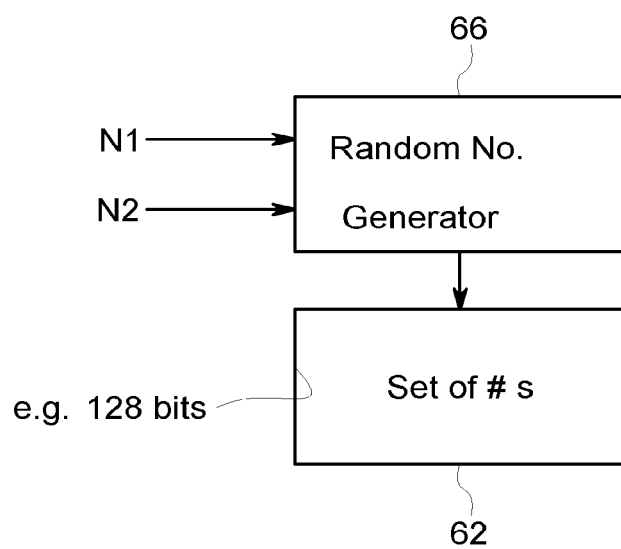 66
N1
Random No.
N2
Generator
Set of # s
e.g. 128 bits
62